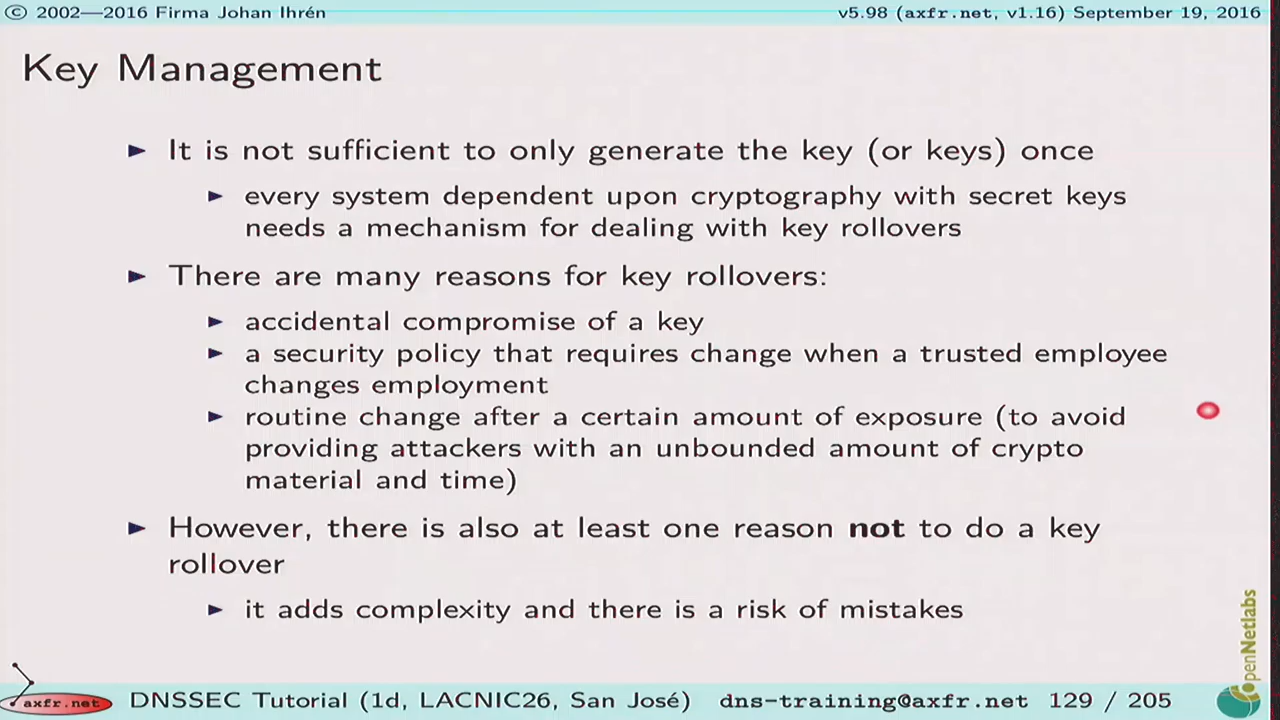 © 2002—2016 Firma Johan Ihrén
v5.98 (axfr.net, v1.16) September 19, 2016
Key Management
► It is not sufficient to only generate the key (or keys) once
► every system dependent upon cryptography with secret keys
needs a mechanism for dealing with key rollovers
► There are many reasons for key rollovers:
► accidental compromise of a key
► a security policy that requires change when a trusted employee
changes employment
► routine change after a certain amount of exposure (to avoid
providing attackers with an unbounded amount of crypto
material and time)
► However, there is also at least one reason not to do a key
rollover
► it adds complexity and there is a risk of mistakes
openNetlabs
axfr.net
DNSSEC Tutorial (1d, LACNIC26, San José)
dns-training@axfr.net
129 / 205